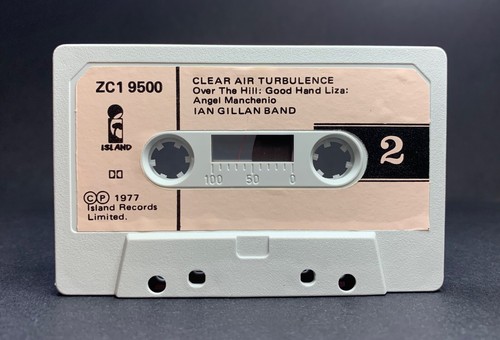 ZC1 9500
CLEAR AIR TURBULENCE
Over The Hill: Good Hand Liza:
Angel Manchenio
IAN GILLAN BAND
ISLAND
2
100 50 0
ⒸⓅ 1977
Island Records
Limited.